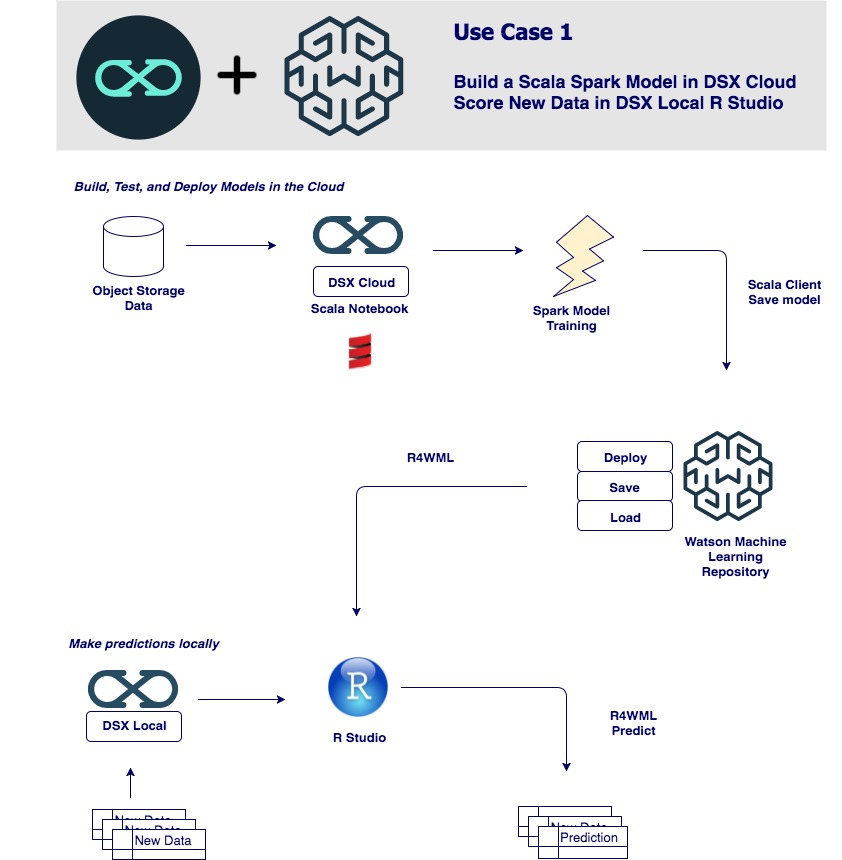 Use Case 1
Build a Scala Spark Model in DSX Cloud
Score New Data in DSX Local R Studio
Build, Test, and Deploy Models in the Cloud
Object Storage
Data
DSX Cloud
Scala Notebook
Spark Model
Training
Scala Client
Save model
R4WML
Deploy
Save
Load
Watson Machine
Learning
Repository
Make predictions locally
DSX Local
R
R Studio
R4WML
Predict
New Data
New Data
New Data
New Data
Prediction